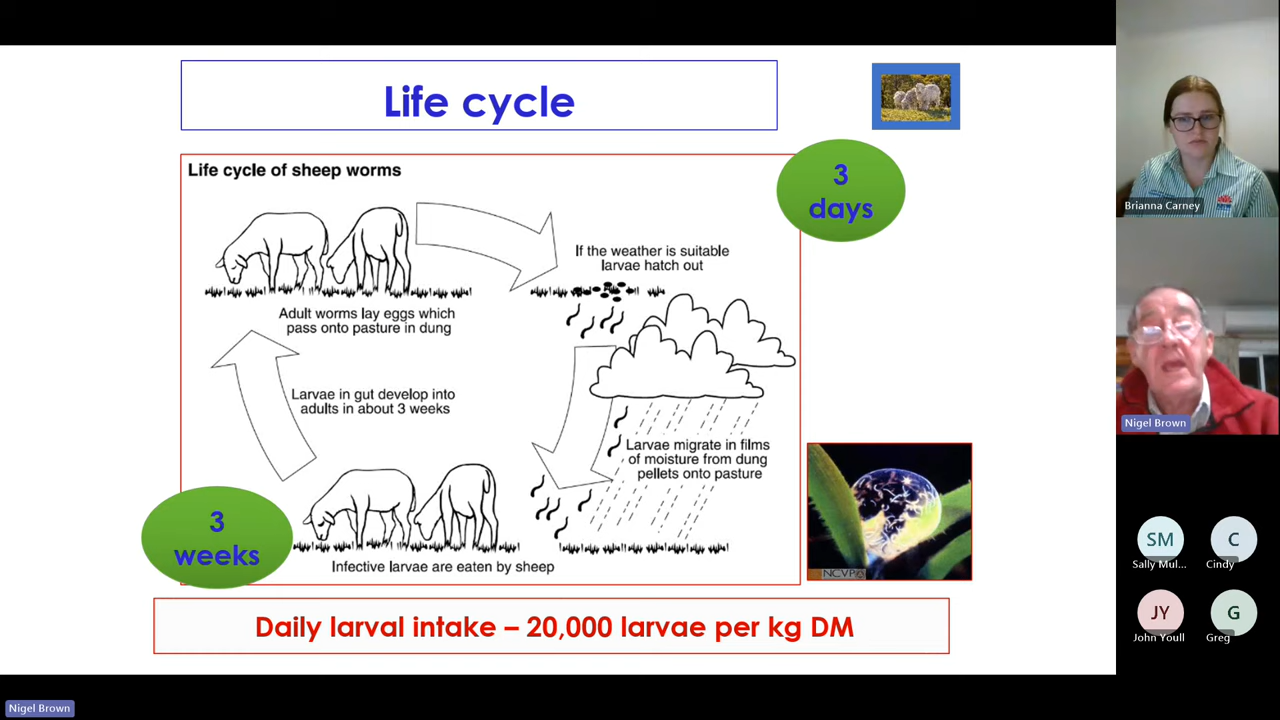 Life cycle
Life cycle of sheep worms
3
days
If the weather is suitable
larvae hatch out
Adult worms lay eggs which
pass onto pasture in dung
Larvae in gut develop into
adults in about 3 weeks
Larvae migrate in films
of moisture from dung
pellets onto pasture
3
weeks
Infective larvae are eaten by sheep
NCVP
Daily larval intake – 20,000 larvae per kg DM
Brianna Carney
Nigel Brown
SM
Sally Mul...
C
Cindy
JY
John Youll
G
Greg
Nigel Brown